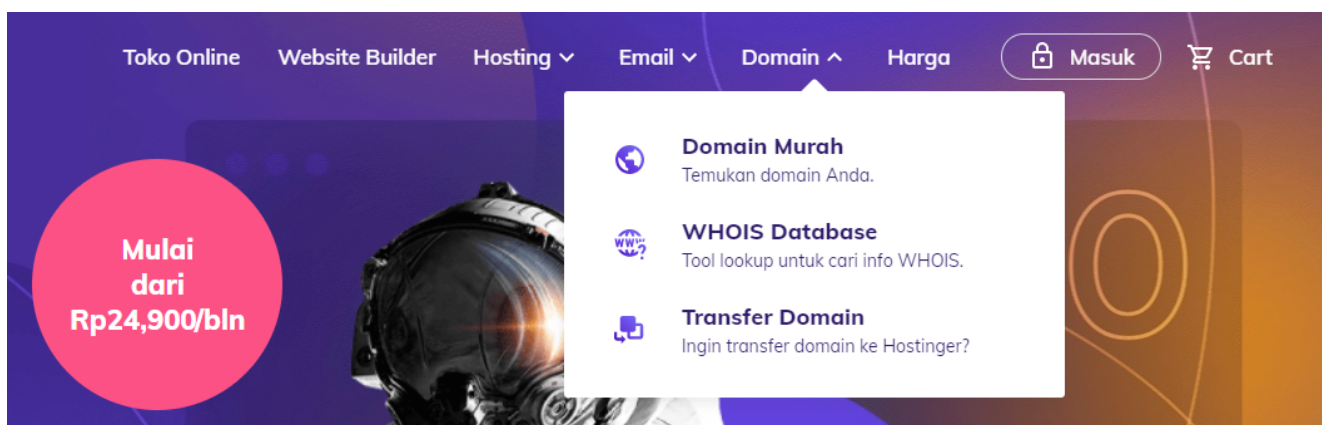 Toko Online Website Builder Hosting Email Domain Harga Masuk Cart
Domain Murah
Temukan domain Anda.
WHOIS Database
Tool lookup untuk cari info WHOIS.
Transfer Domain
Ingin transfer domain ke Hostinger?
Mulai
dari
Rp24,900/bln